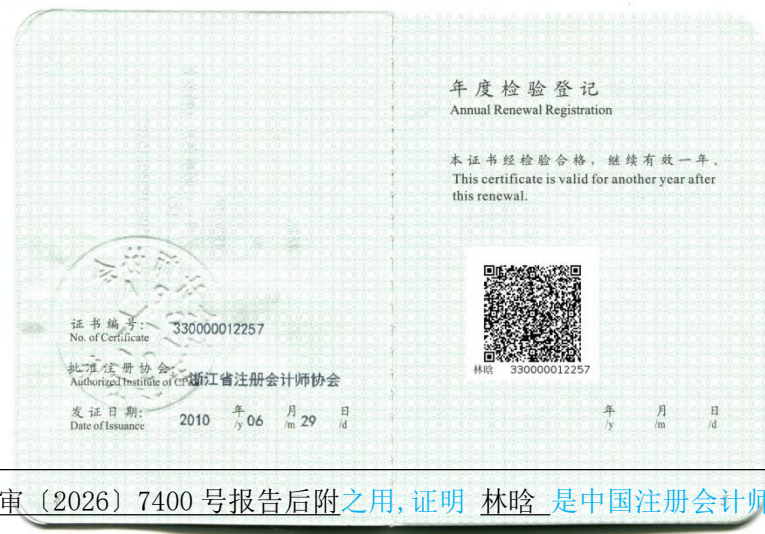 证书编号:
No. of Certificate
330000012257
批准注册协会:
Authorized Institute of CPAs
浙江省注册会计师协会
发证日期:
Date of Issuance
2010 年 06 月 29 日
/y /m /d
年度检验登记
Annual Renewal Registration
本证书经检验合格，继续有效一年。
This certificate is valid for another year after
this renewal.
林晗 330000012257
年 月 日
/y /m /d
审〔2026〕7400 号报告后附之用,证明 林晗 是中国注册会计师